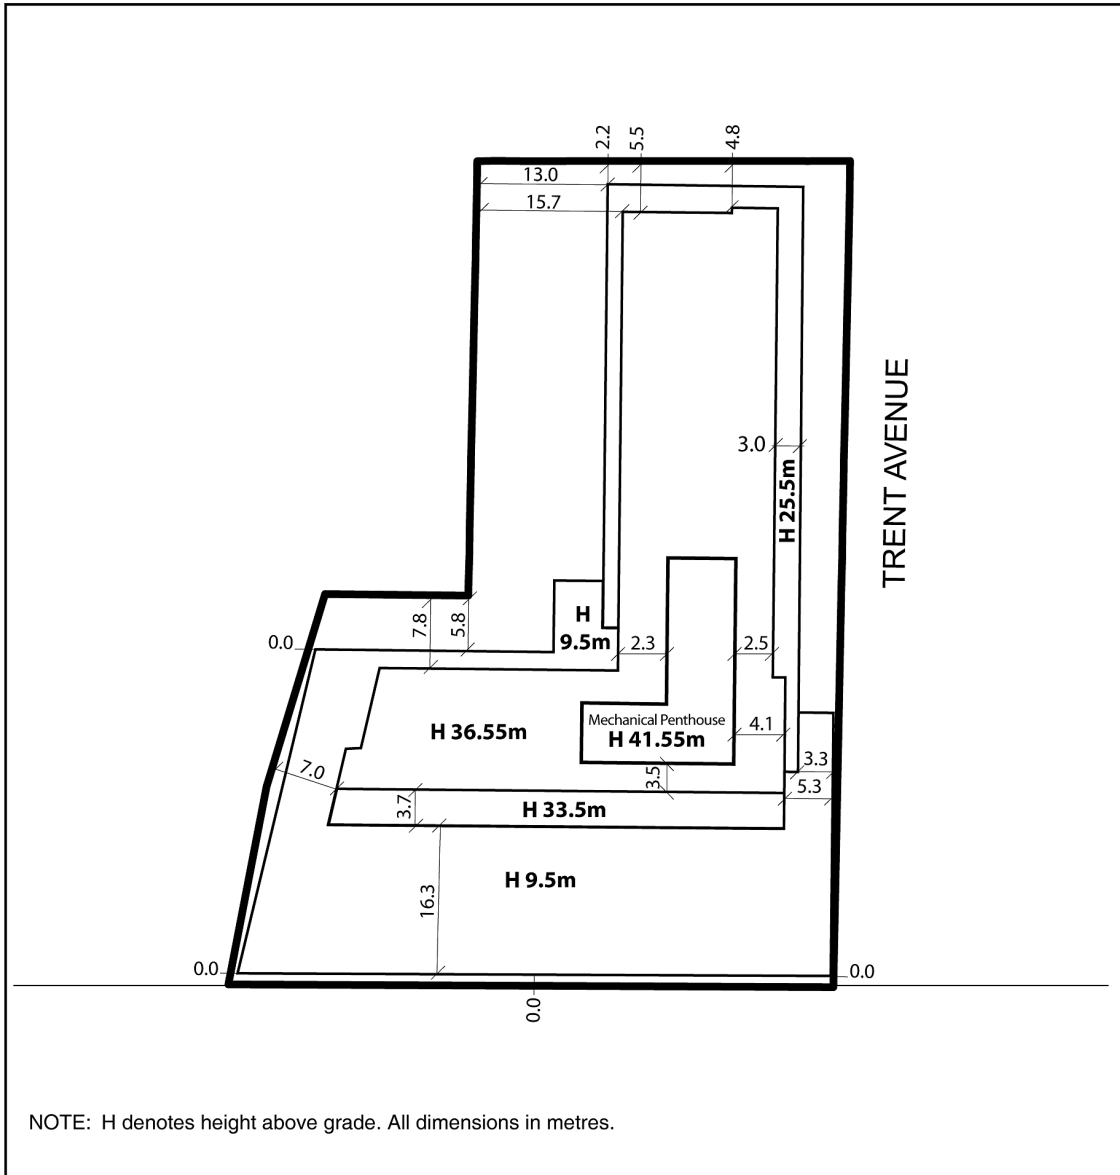 2.2
5.5
4.8
13.0
15.7
TRENT AVENUE
3.0
H 25.5m
7.8
5.8
0.0
H
9.5m
2.3
2.5
Mechanical Penthouse
H 41.55m
H 36.55m
4.1
3.3
7.0
3.5
5.3
3.7
H 33.5m
H 9.5m
16.3
0.0
0.0
0.0
NOTE: H denotes height above grade. All dimensions in metres.